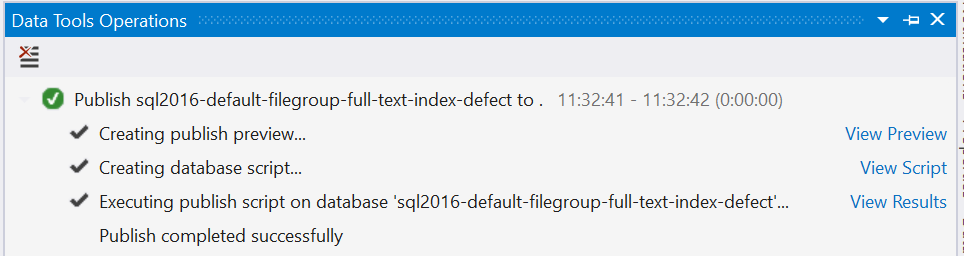 Data Tools Operations
Publish sql2016-default-filegroup-full-text-index-defect to . 11:32:41 - 11:32:42 (0:00:00)
Creating publish preview... View Preview
Creating database script... View Script
Executing publish script on database 'sql2016-default-filegroup-full-text-index-defect'... View Results
Publish completed successfully